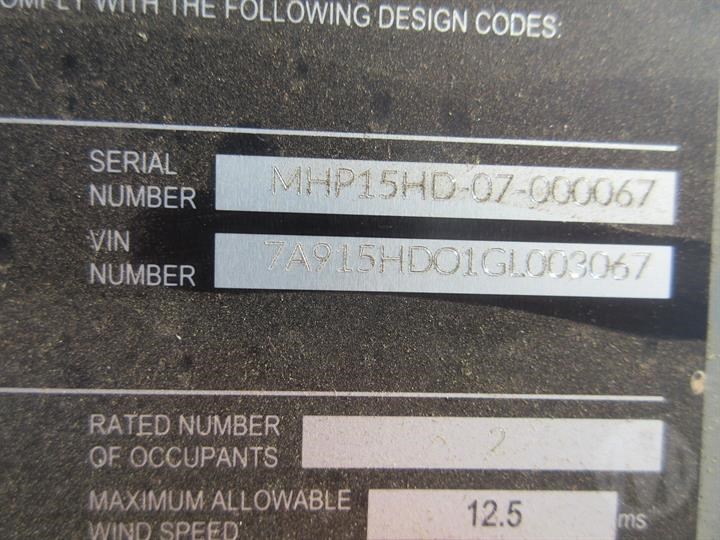 COMPLY WITH THE FOLLOWING DESIGN CODES:
SERIAL
NUMBER MHP15HD-07-000067
VIN
NUMBER 7A915HDO1GL003067
RATED NUMBER
OF OCCUPANTS 2
MAXIMUM ALLOWABLE
WIND SPEED 12.5 ms